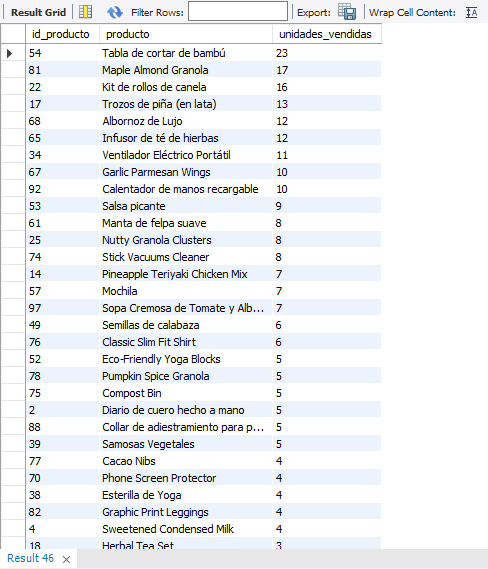 Result Grid Filter Rows: Export: Wrap Cell Content:
id_producto producto unidades_vendidas
54 Tabla de cortar de bambú 23
81 Maple Almond Granola 17
22 Kit de rollos de canela 16
17 Trozos de piña (en lata) 13
68 Albornoz de Lujo 12
65 Infusor de té de hierbas 12
34 Ventilador Eléctrico Portátil 11
67 Garlic Parmesan Wings 10
92 Calentador de manos recargable 10
53 Salsa picante 9
61 Manta de felpa suave 8
25 Nutty Granola Clusters 8
74 Stick Vacuums Cleaner 8
14 Pineapple Teriyaki Chicken Mix 7
57 Mochila 7
97 Sopa Cremosa de Tomate y Alb... 7
49 Semillas de calabaza 6
76 Classic Slim Fit Shirt 6
52 Eco-Friendly Yoga Blocks 5
78 Pumpkin Spice Granola 5
75 Compost Bin 5
2 Diario de cuero hecho a mano 5
88 Collar de adiestramiento para p... 5
39 Samosas Vegetales 5
77 Cacao Nibs 4
70 Phone Screen Protector 4
38 Esterilla de Yoga 4
82 Graphic Print Leggings 4
4 Sweetened Condensed Milk 4
18 Herbal Tea Set 3
Result 46